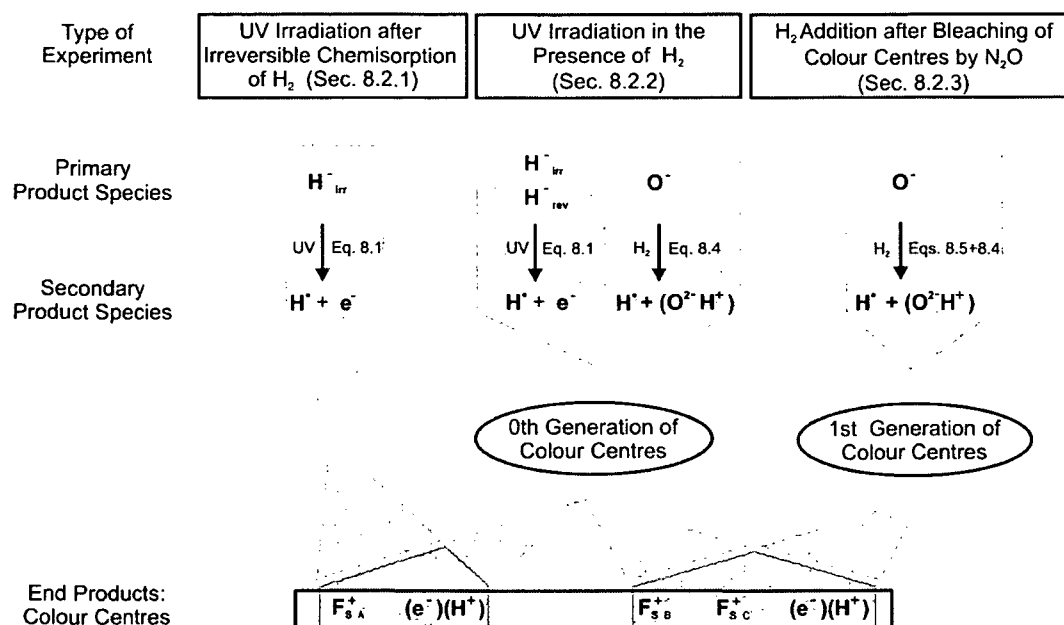 Type of
Experiment
UV Irradiation after
Irreversible Chemisorption
of H₂ (Sec. 8.2.1)
UV Irradiation in the
Presence of H₂
(Sec. 8.2.2)
H₂ Addition after Bleaching of
Colour Centres by N₂O
(Sec. 8.2.3)
Primary
Product Species
H⁻irr
H⁻irr
H⁻rev
O⁻
O⁻
UV Eq. 8.1
UV Eq. 8.1
H₂ Eq. 8.4
H₂ Eqs. 8.5+8.4
Secondary
Product Species
H• + e⁻
H• + e⁻
H• + (O²⁻H⁺)
H• + (O²⁻H⁺)
0th Generation of
Colour Centres
1st Generation of
Colour Centres
End Products:
Colour Centres
F⁺S A (e⁻)(H⁺)
F⁺S B F⁺S C (e⁻)(H⁺)